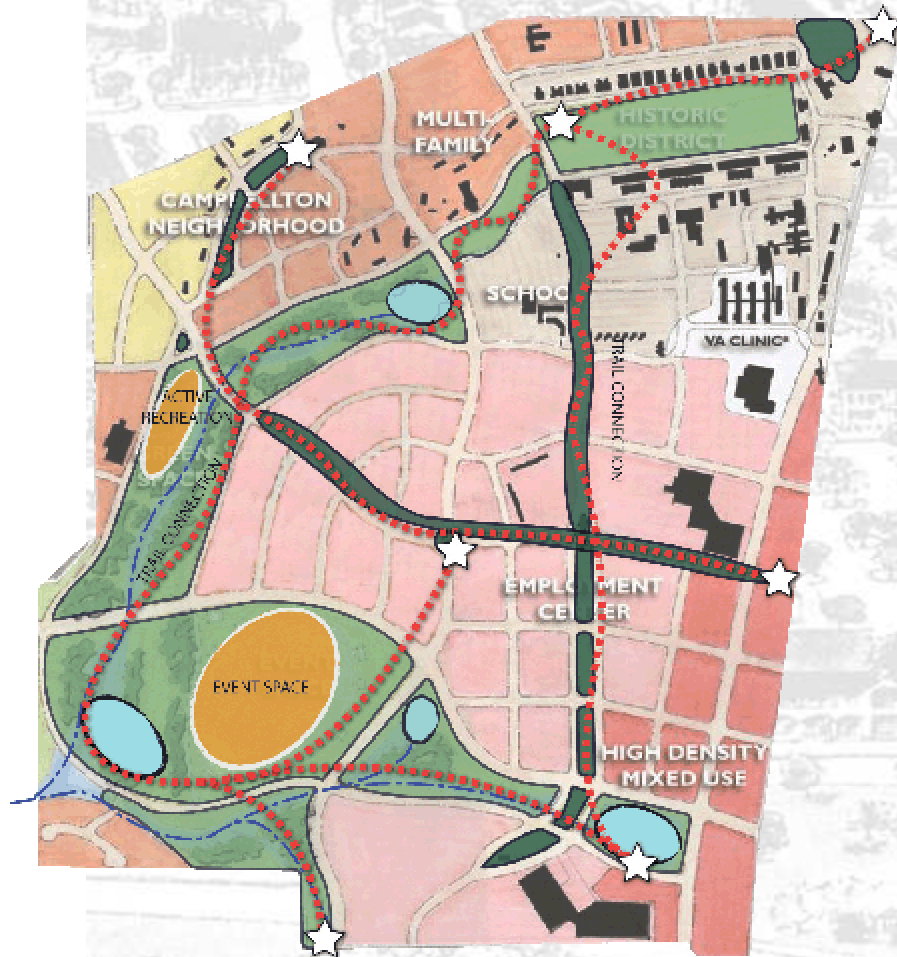 HISTORIC
DISTRICT
MULTI-
FAMILY
CAMPBELLTON
NEIGHBORHOOD
SCHOOL
VA CLINIC*
TRAIL CONNECTION
ACTIVE
RECREATION
TRAIL CONNECTION
EMPLOYMENT
CENTER
EVENT SPACE
HIGH DENSITY
MIXED USE